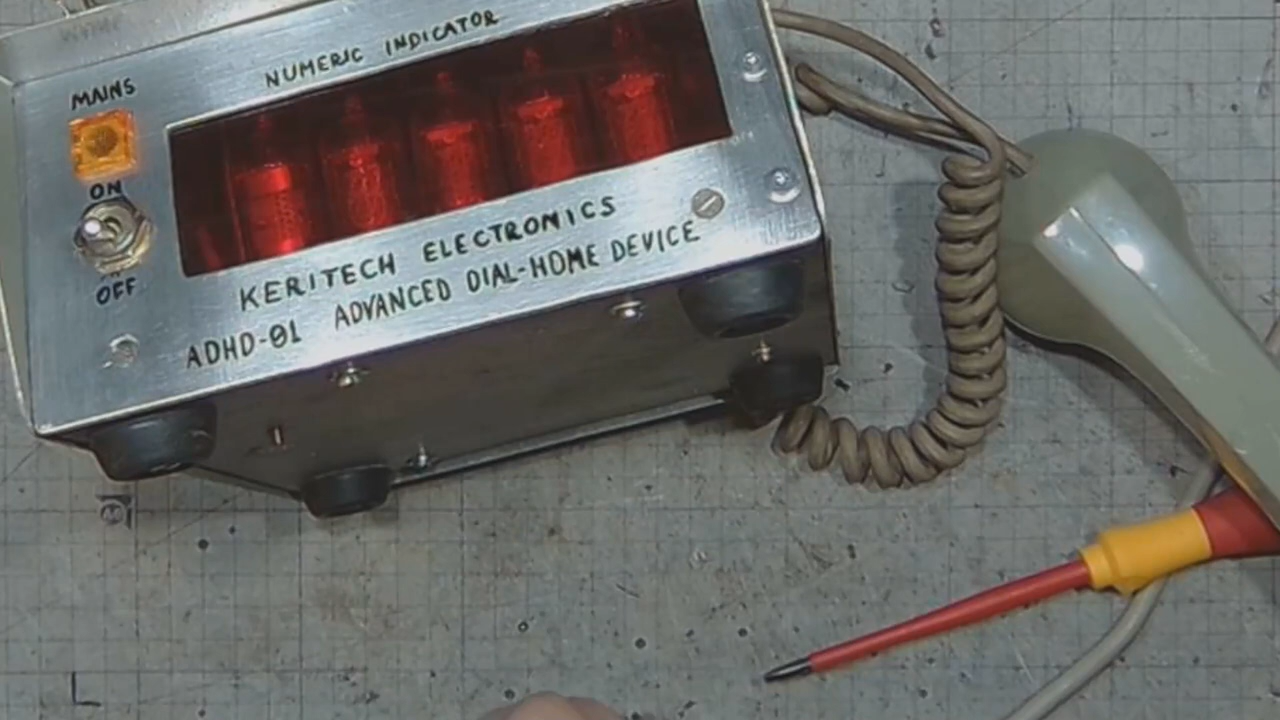 NUMERIC INDICATOR
MAINS
ON
OFF
KERITECH ELECTRONICS
ADHD-01 ADVANCED DIAL-HOME DEVICE